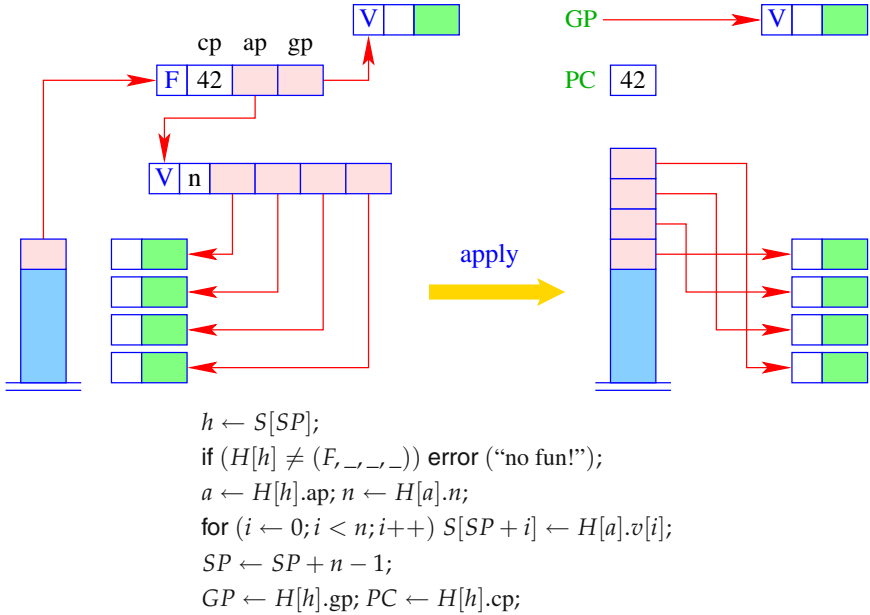 V
GP
V
cp ap gp
F 42
PC 42
V n
apply
h ← S[SP];
if (H[h] ≠ (F, _, _, _)) error (“no fun!”);
a ← H[h].ap; n ← H[a].n;
for (i ← 0; i < n; i++) S[SP + i] ← H[a].v[i];
SP ← SP + n − 1;
GP ← H[h].gp; PC ← H[h].cp;